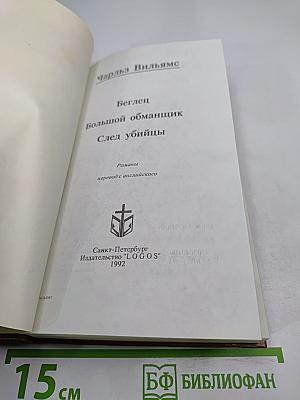 Чарльз Вильямс
Беглец
Большой обманщик
След убийцы
Романы
перевод с английского
Санкт-Петербург
Издательство "LOGOS"
1992
15 см
БФ БИБЛИОФАН